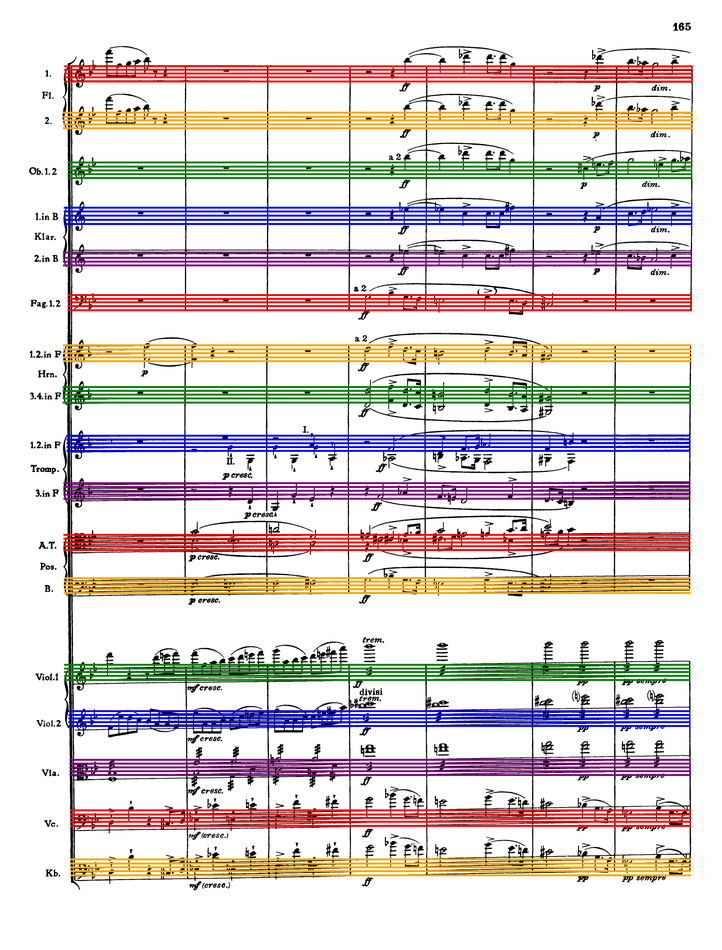 165
1.
Fl.
2.
ff p dim.
ff p dim.
a 2
Ob.1.2
ff p dim.
1.in B
Klar.
ff p dim.
2.in B
ff p dim.
a 2
Fag.1.2
ff
a 2
1.2.in F
Hrn.
p ff
3.4.in F
ff
I.
1.2.in F
II.
Tromp.
p cresc. ff
3.in F
p cresc. ff
A.T.
Pos.
p cresc. ff
B.
p cresc. ff
trem.
Viol.1
mf cresc. ff pp pp sempre
divisi
trem.
Viol.2
mf cresc. ff pp pp sempre
Vla.
mf cresc. ff pp pp sempre
Vc.
mf (cresc.) ff pp pp sempre
Kb.
mf (cresc.) ff pp pp sempre